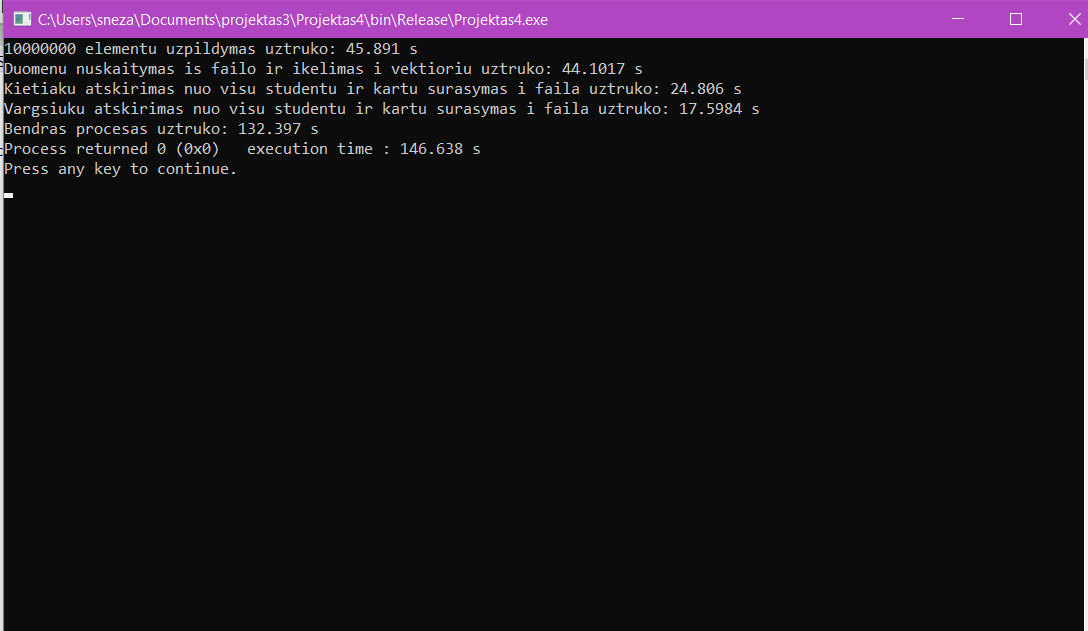 C:\Users\sneza\Documents\projektas3\Projektas4\bin\Release\Projektas4.exe
10000000 elementu uzpildymas uztruko: 45.891 s
Duomenu nuskaitymas is failo ir ikelimas i vektioriu uztruko: 44.1017 s
Kietiaku atskirimas nuo visu studentu ir kartu surasymas i faila uztruko: 24.806 s
Vargsiuku atskirimas nuo visu studentu ir kartu surasymas i faila uztruko: 17.5984 s
Bendras procesas uztruko: 132.397 s
Process returned 0 (0x0)   execution time : 146.638 s
Press any key to continue.